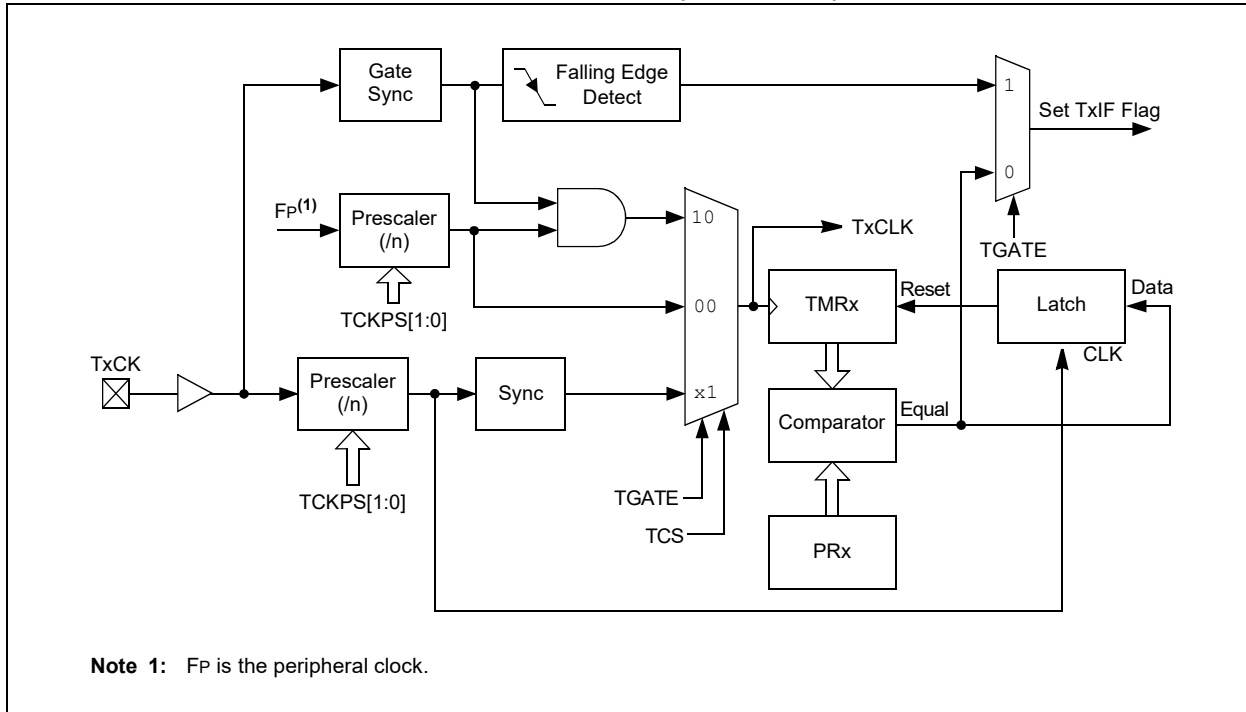 Gate
Sync
Falling Edge
Detect
1
Set TxIF Flag
0
TGATE
FP(1)
Prescaler
(/n)
TCKPS[1:0]
10
00
x1
TxCLK
TMRx
Reset
Latch
Data
CLK
TxCK
Prescaler
(/n)
TCKPS[1:0]
Sync
Comparator
Equal
TGATE
TCS
PRx
Note 1: FP is the peripheral clock.